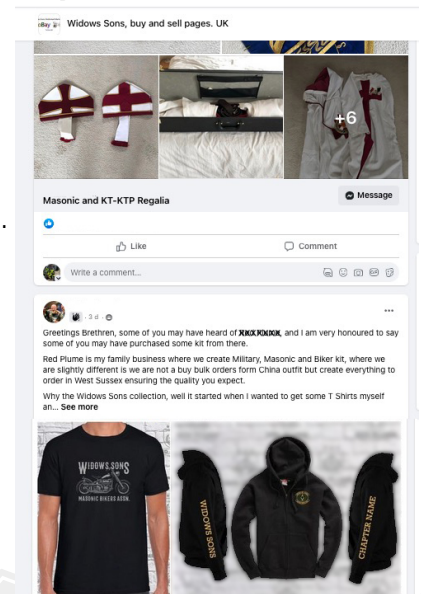 eBay
Widows Sons, buy and sell pages. UK
+6
Masonic and KT-KTP Regalia
Message
Like
Comment
Write a comment...
GIF
· 3 d ·
Greetings Brethren, some of you may have heard of , and I am very honoured to say
some of you may have purchased some kit from there.
Red Plume is my family business where we create Military, Masonic and Biker kit, where we
are slightly different is we are not a buy bulk orders form China outfit but create everything to
order in West Sussex ensuring the quality you expect.
Why the Widows Sons collection, well it started when I wanted to get some T Shirts myself
an... See more
WIDOWS SONS
MASONIC BIKERS ASSN.
WIDOWS SONS
CHAPTER NAME